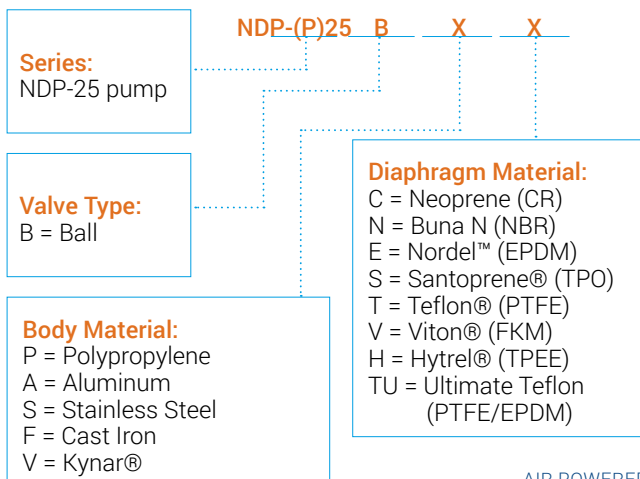 NDP-(P)25 B X X
Series:
NDP-25 pump
Valve Type:
B = Ball
Body Material:
P = Polypropylene
A = Aluminum
S = Stainless Steel
F = Cast Iron
V = Kynar®
Diaphragm Material:
C = Neoprene (CR)
N = Buna N (NBR)
E = Nordel™ (EPDM)
S = Santoprene® (TPO)
T = Teflon® (PTFE)
V = Viton® (FKM)
H = Hytrel® (TPEE)
TU = Ultimate Teflon
(PTFE/EPDM)
AIR POWERED